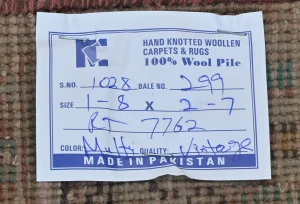 HAND KNOTTED WOOLLEN
CARPETS & RUGS
100% Wool Pile
S.NO. 1028 BALE NO. 299
SIZE 1-8 X 2-7
RT 7762
COLOR: Multy QUALITY: Vintage
MADE IN PAKISTAN